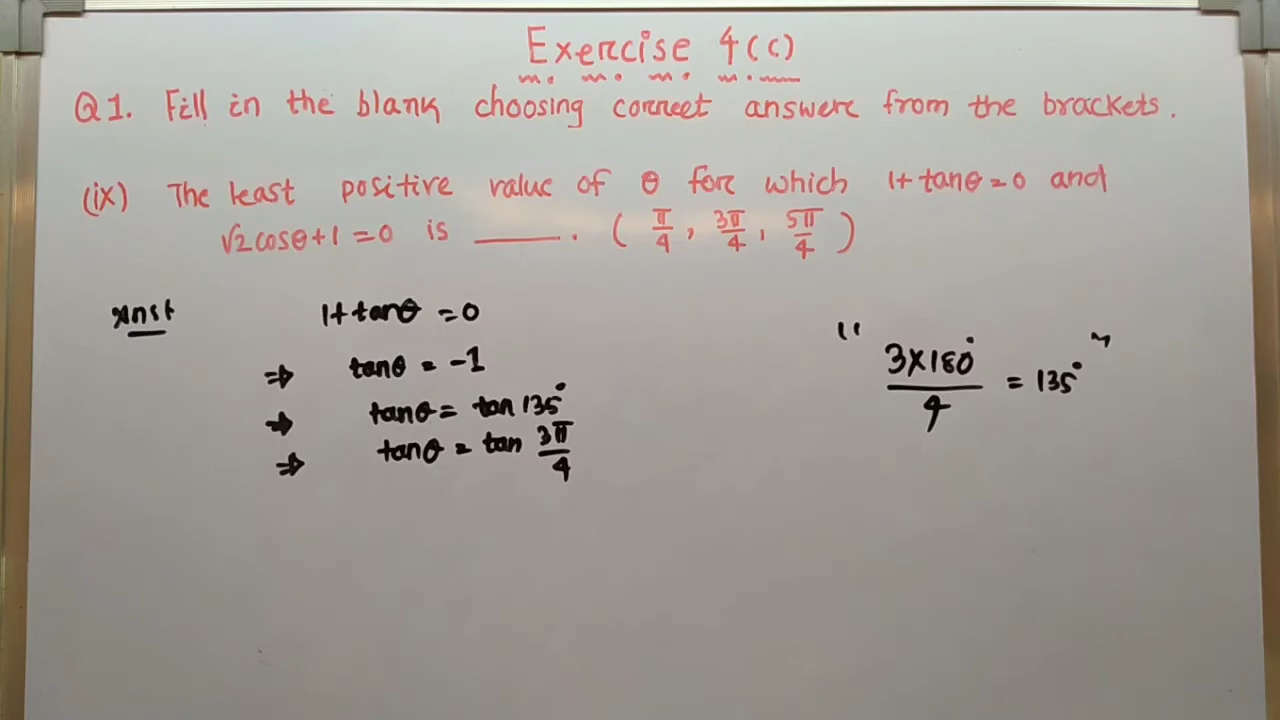 Exercise 4(c)
Q1. Fill in the blank choosing correct answer from the brackets.
(ix) The least positive value of θ for which 1+tanθ=0 and
√2cosθ+1=0 is ______. (π/4, 3π/4, 5π/4)
Ans:
1+tanθ =0
⇒ tanθ = -1
⇒ tanθ = tan 135°
⇒ tanθ = tan 3π/4
" 3×180°/4 = 135° "